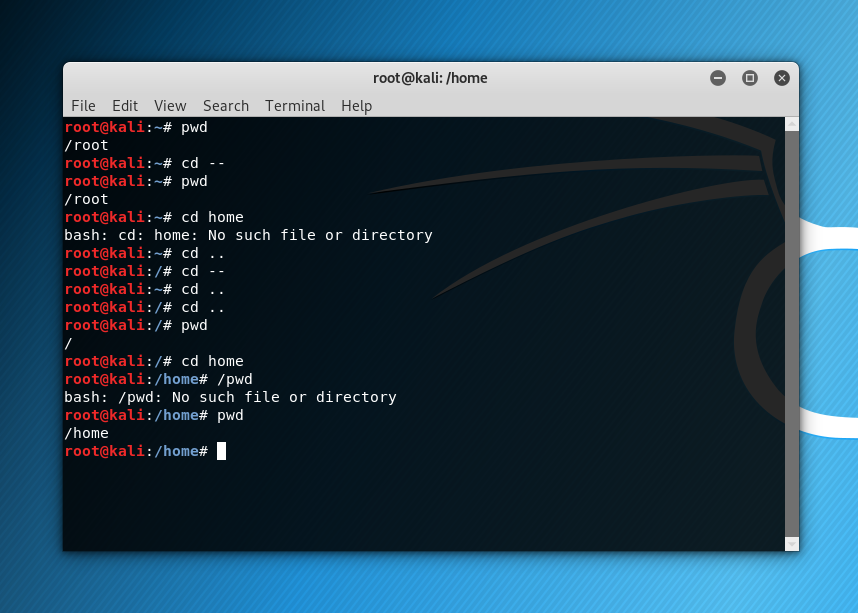 root@kali: /home
File Edit View Search Terminal Help
root@kali:~# pwd
/root
root@kali:~# cd --
root@kali:~# pwd
/root
root@kali:~# cd home
bash: cd: home: No such file or directory
root@kali:~# cd ..
root@kali:/# cd --
root@kali:~# cd ..
root@kali:/# cd ..
root@kali:/# pwd
/
root@kali:/# cd home
root@kali:/home# /pwd
bash: /pwd: No such file or directory
root@kali:/home# pwd
/home
root@kali:/home#